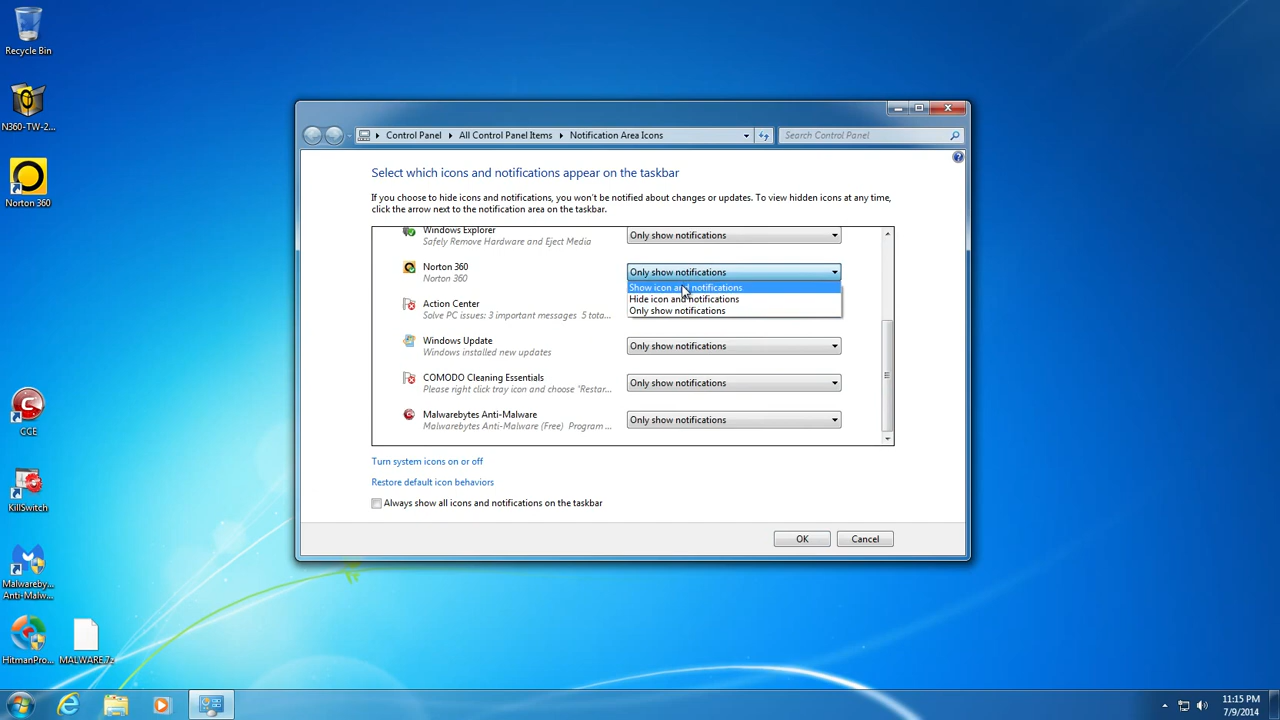 Recycle Bin
N360-TW-2...
Norton 360
CCE
KillSwitch
Malwareby...
Anti-Malw...
HitmanPro...
MALWARE.7z
Control Panel
All Control Panel Items
Notification Area Icons
Search Control Panel
Select which icons and notifications appear on the taskbar
If you choose to hide icons and notifications, you won't be notified about changes or updates. To view hidden icons at any time,
click the arrow next to the notification area on the taskbar.
Windows Explorer
Safely Remove Hardware and Eject Media
Only show notifications
Norton 360
Norton 360
Only show notifications
Show icon and notifications
Hide icon and notifications
Only show notifications
Action Center
Solve PC issues: 3 important messages 5 tota...
Windows Update
Windows installed new updates
Only show notifications
COMODO Cleaning Essentials
Please right click tray icon and choose "Restar...
Only show notifications
Malwarebytes Anti-Malware
Malwarebytes Anti-Malware (Free) Program ...
Only show notifications
Turn system icons on or off
Restore default icon behaviors
Always show all icons and notifications on the taskbar
OK
Cancel
11:15 PM
7/9/2014